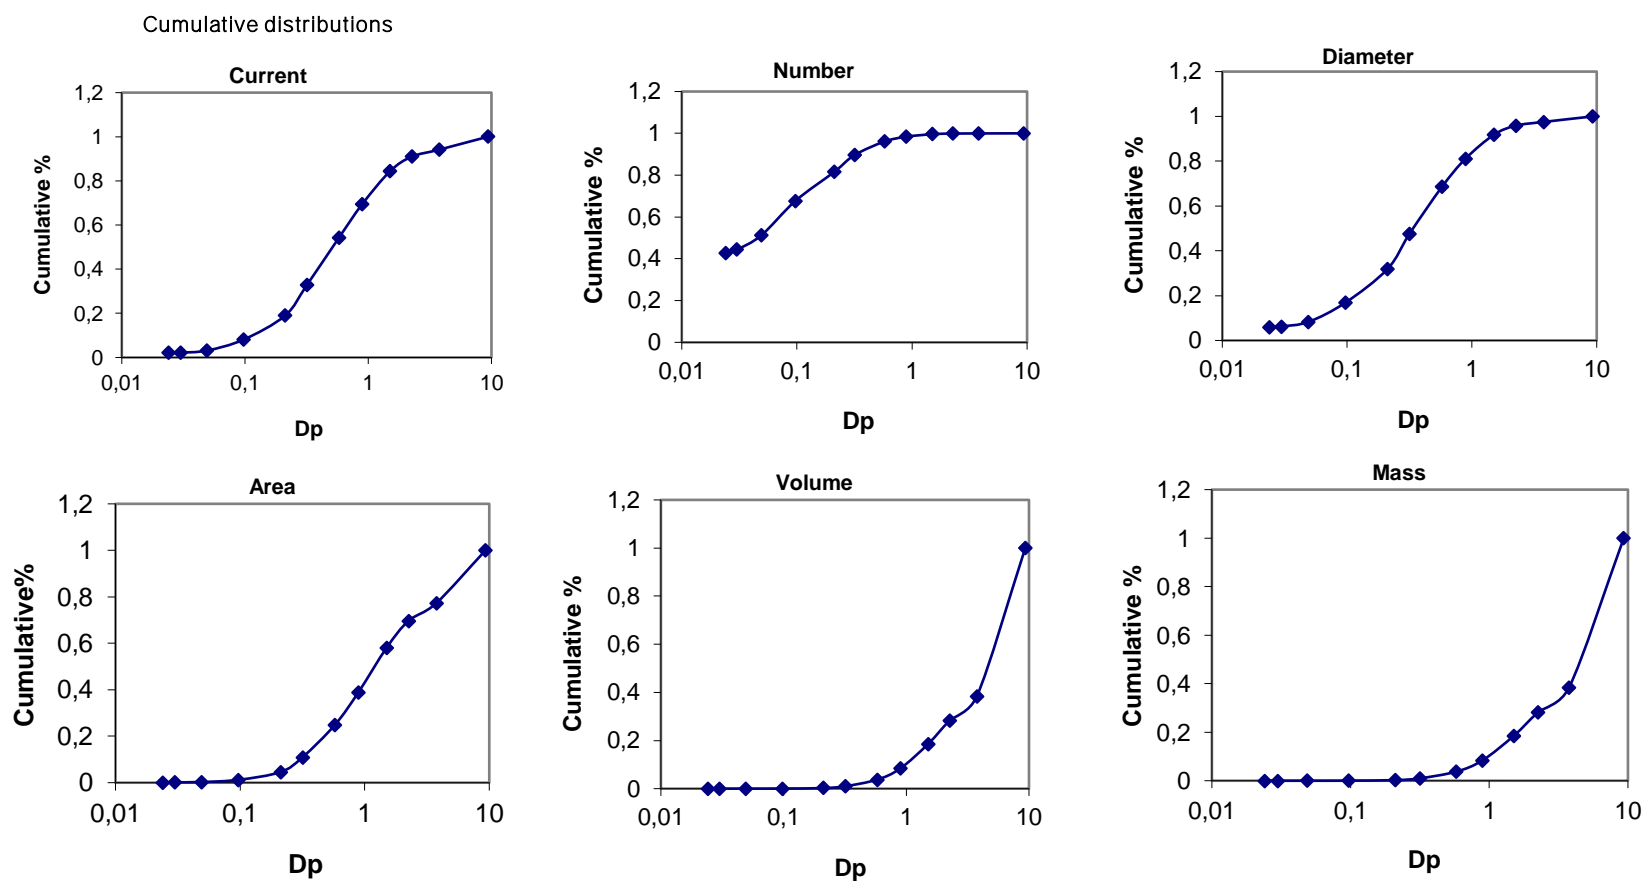 Cumulative distributions
Current
1,2
1
0,8
0,6
0,4
0,2
0
Cumulative %
0,01 0,1 1 10
Dp
Number
1,2
1
0,8
0,6
0,4
0,2
0
Cumulative %
0,01 0,1 1 10
Dp
Diameter
1,2
1
0,8
0,6
0,4
0,2
0
Cumulative %
0,01 0,1 1 10
Dp
Area
1,2
1
0,8
0,6
0,4
0,2
0
Cumulative%
0,01 0,1 1 10
Dp
Volume
1,2
1
0,8
0,6
0,4
0,2
0
Cumulative %
0,01 0,1 1 10
Dp
Mass
1,2
1
0,8
0,6
0,4
0,2
0
Cumulative %
0,01 0,1 1 10
Dp